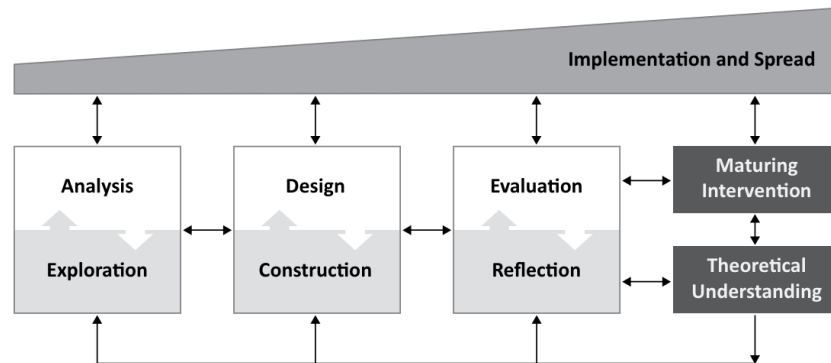 Implementation and Spread
Analysis
Exploration
Design
Construction
Evaluation
Reflection
Maturing
Intervention
Theoretical
Understanding